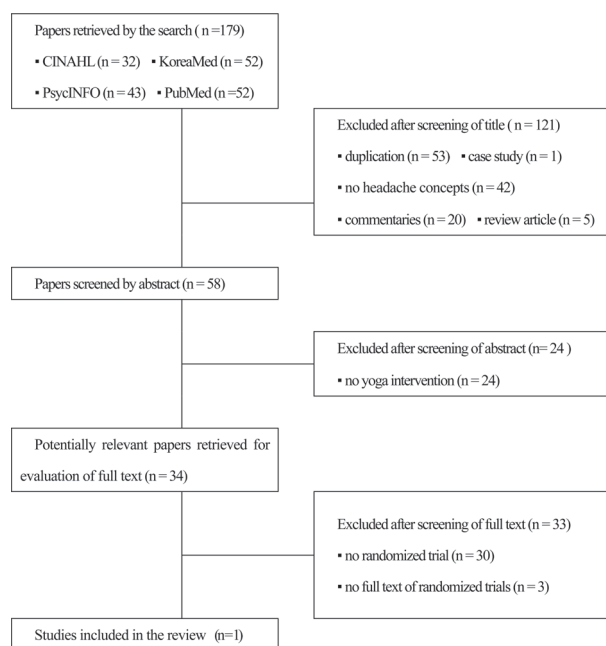 Papers retrieved by the search ( n =179)
▪ CINAHL (n = 32) ▪ KoreaMed (n = 52)
▪ PsycINFO (n = 43) ▪ PubMed (n =52)
Excluded after screening of title ( n = 121)
▪ duplication (n = 53) ▪ case study (n = 1)
▪ no headache concepts (n = 42)
▪ commentaries (n = 20) ▪ review article (n = 5)
Papers screened by abstract (n = 58)
Excluded after screening of abstract (n= 24 )
▪ no yoga intervention (n = 24)
Potentially relevant papers retrieved for
evaluation of full text (n = 34)
Excluded after screening of full text (n = 33)
▪ no randomized trial (n = 30)
▪ no full text of randomized trials (n = 3)
Studies included in the review (n=1)